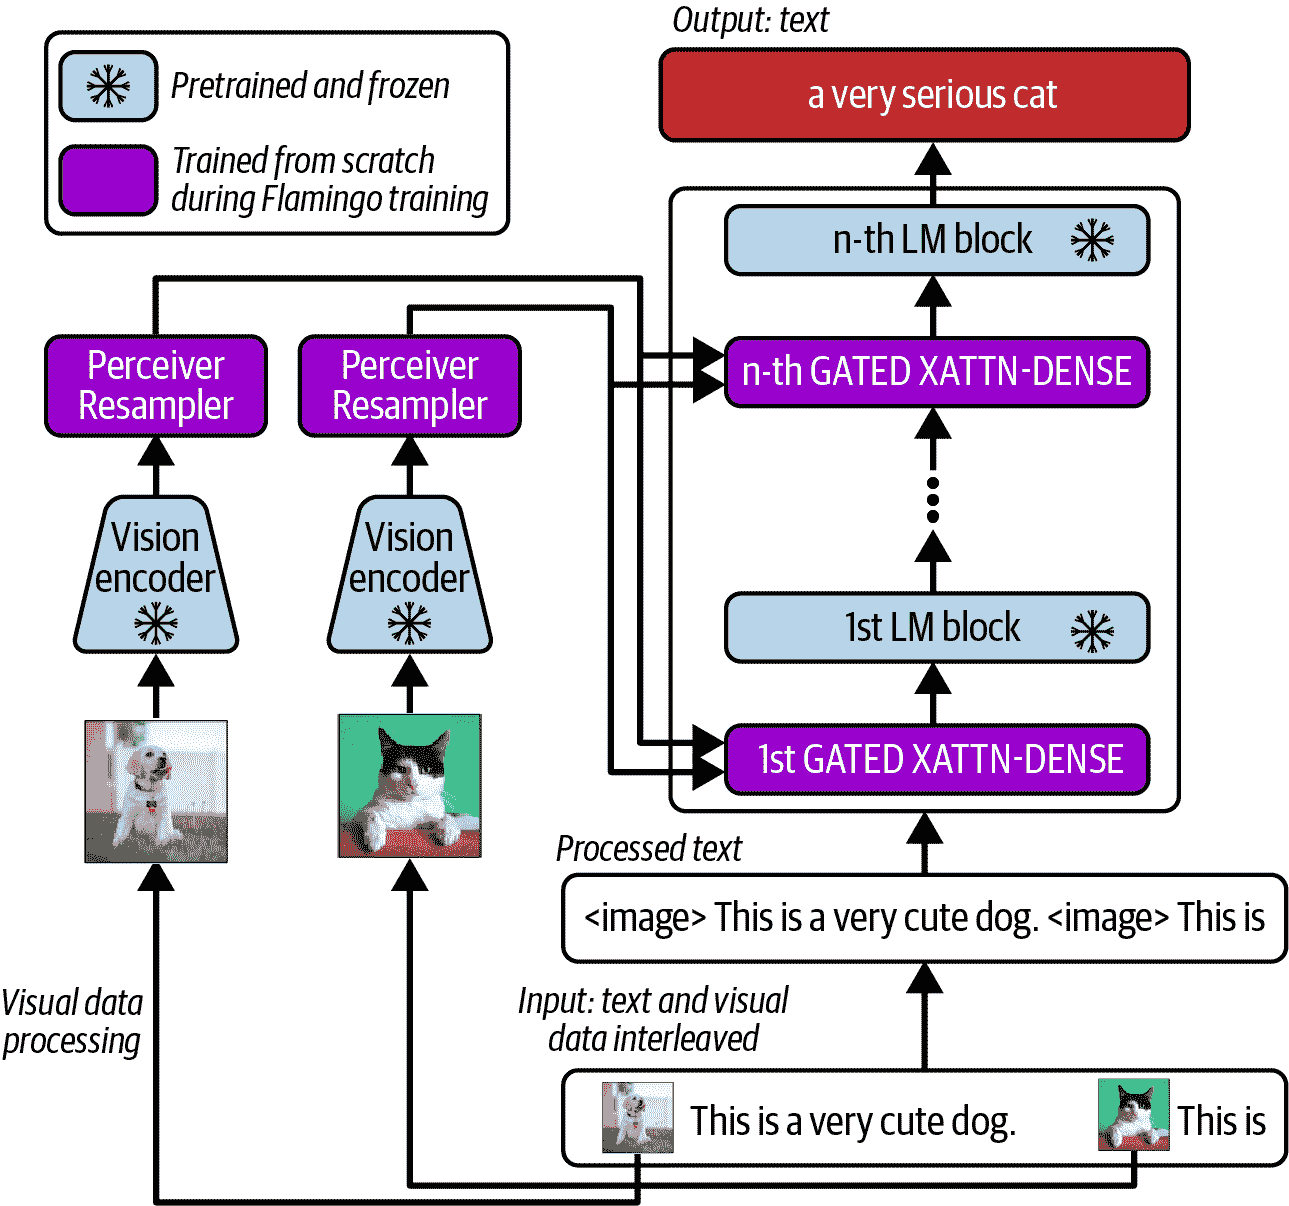 Output: text
Pretrained and frozen
Trained from scratch
during Flamingo training
a very serious cat
n-th LM block
Perceiver
Resampler
Perceiver
Resampler
n-th GATED XATTN-DENSE
Vision
encoder
Vision
encoder
1st LM block
1st GATED XATTN-DENSE
Processed text
<image> This is a very cute dog. <image> This is
Visual data
processing
Input: text and visual
data interleaved
This is a very cute dog.
This is